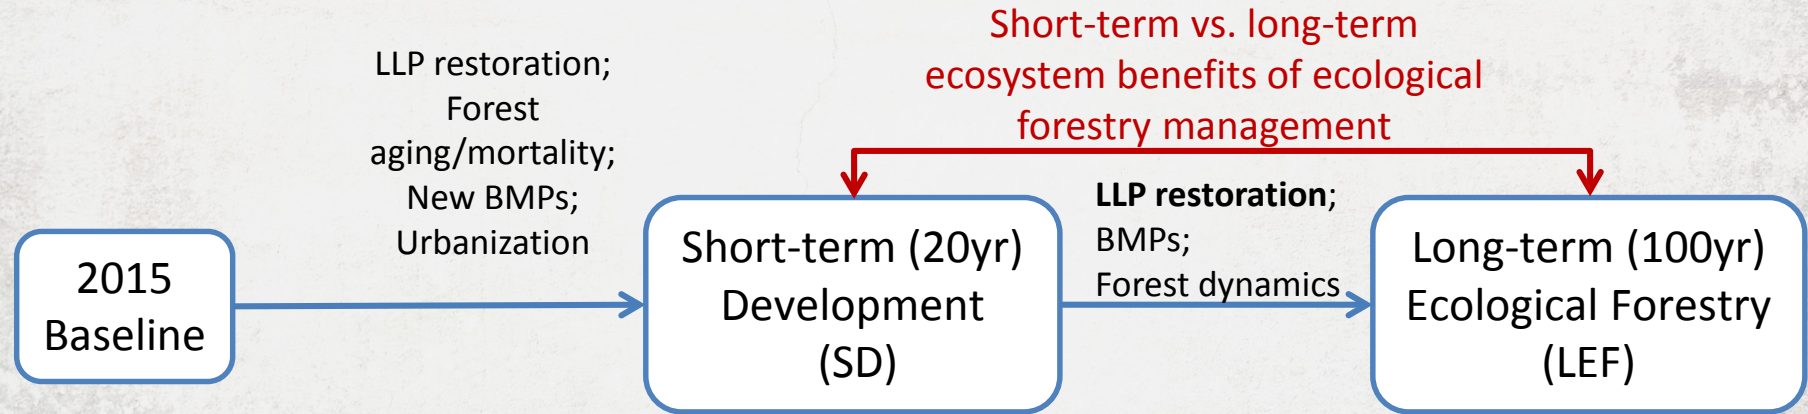 2015
Baseline
LLP restoration;
Forest
aging/mortality;
New BMPs;
Urbanization
Short-term (20yr)
Development
(SD)
Short-term vs. long-term
ecosystem benefits of ecological
forestry management
LLP restoration;
BMPs;
Forest dynamics
Long-term (100yr)
Ecological Forestry
(LEF)